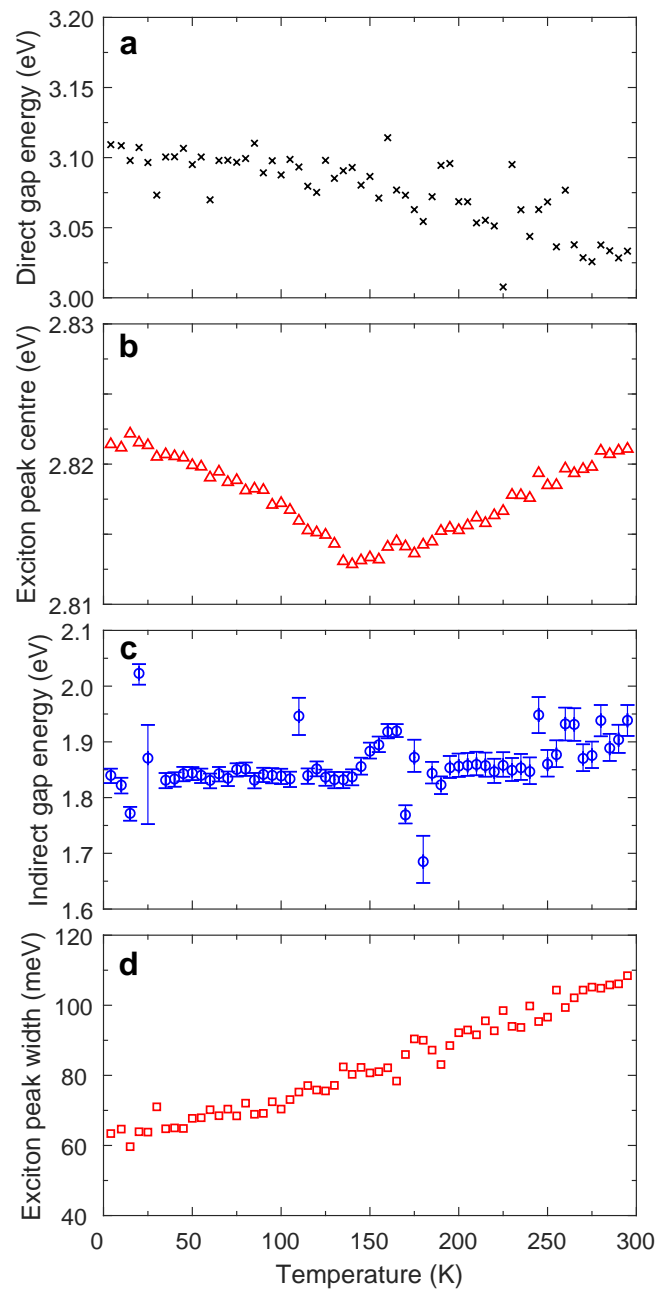 a
Direct gap energy (eV)
3.20
3.15
3.10
3.05
3.00
b
Exciton peak centre (eV)
2.83
2.82
2.81
c
Indirect gap energy (eV)
2.1
2.0
1.9
1.8
1.7
1.6
d
Exciton peak width (meV)
120
100
80
60
40
0 50 100 150 200 250 300
Temperature (K)